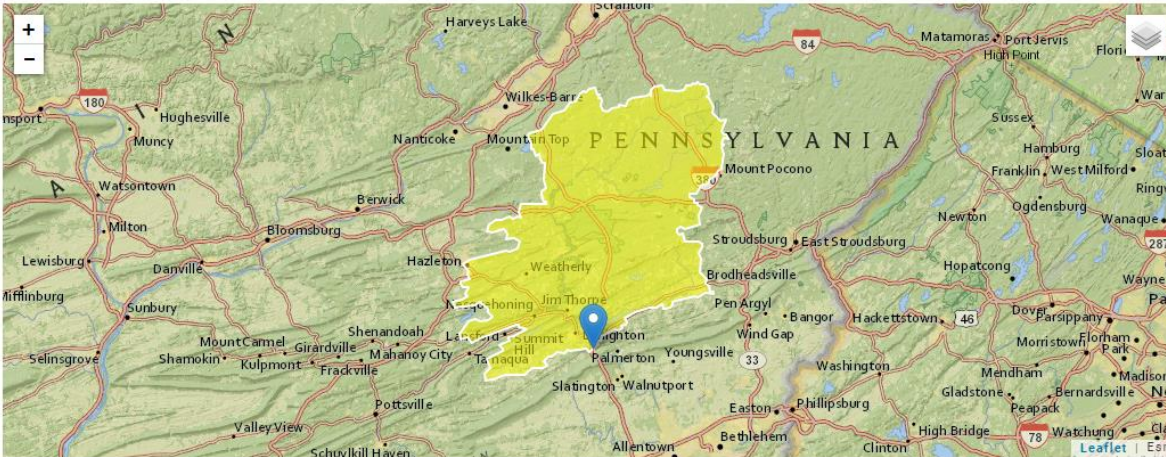 +
−
Harveys Lake
Scranton
84
Matamoras
Port Jervis
High Point
N
I
A
180
Hughesville
Muncy
Wilkes-Barre
Nanticoke
Mountain Top
PENNSYLVANIA
380
Mount Pocono
Sussex
Hamburg
Franklin
West Milford
Ogdensburg
Wanaque
Watsontown
Milton
Berwick
Bloomsburg
Lewisburg
Danville
Mifflinburg
Sunbury
Hazleton
Weatherly
Stroudsburg
East Stroudsburg
Newton
287
Brodheadsville
Hopatcong
Nesquehoning
Jim Thorpe
Pen Argyl
Bangor
Wind Gap
Hackettstown
46
Dover
Parsippany
Wayne
Lansford
Summit Hill
Lehighton
Shenandoah
Mount Carmel
Girardville
Mahanoy City
Tamaqua
Selinsgrove
Shamokin
Kulpmont
Frackville
Palmerton
Youngsville
33
Slatington
Walnutport
Washington
Morristown
Florham Park
Mendham
Madison
Gladstone
Bernardsville
Peapack
Pottsville
Easton
Phillipsburg
Valley View
Schuylkill Haven
Allentown
Bethlehem
Clinton
High Bridge
78
Watchung
Leaflet | Esri